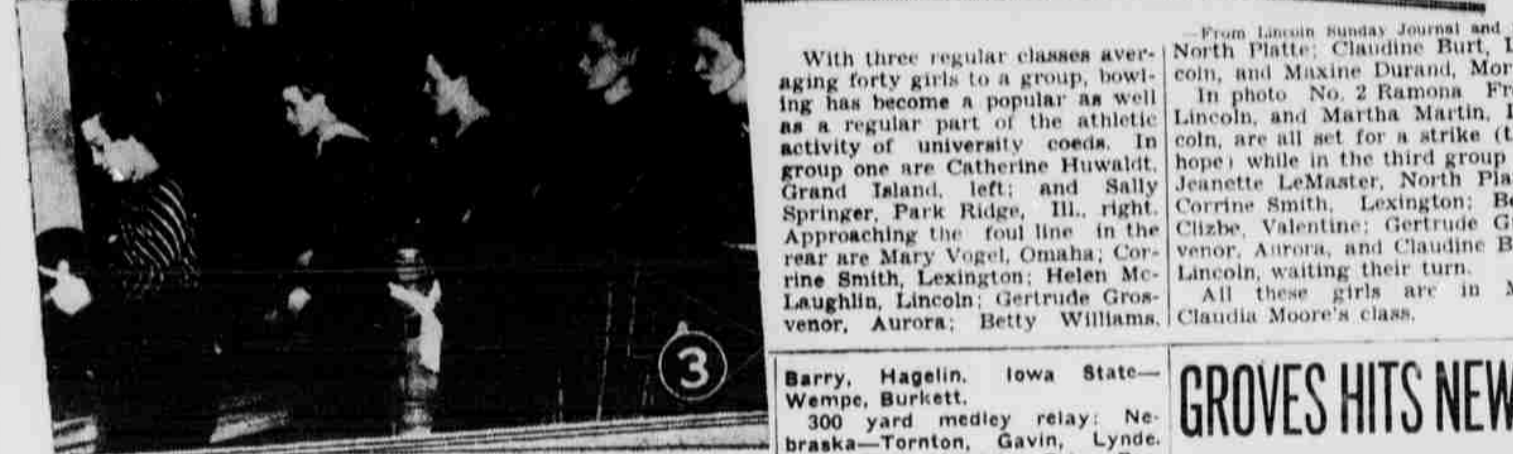 3
With three regular classes aver-
aging forty girls to a group, bowl-
ing has become a popular as well
as a regular part of the athletic
activity of university coeds. In
group one are Catherine Huwaldt,
Grand Island, left; and Sally
Springer, Park Ridge, Ill., right.
Approaching the foul line in the
rear are Mary Vogel, Omaha; Cor-
rine Smith, Lexington; Helen Mc-
Laughlin, Lincoln; Gertrude Gros-
venor, Aurora; Betty Williams,
—From Lincoln Sunday Journal and
North Platte; Claudine Burt,
coln, and Maxine Durand, Mor
In photo No. 2 Ramona Fr
Lincoln, and Martha Martin,
coln, are all set for a strike (t
hope) while in the third group
Jeanette LeMaster, North Pla
Corrine Smith, Lexington; Be
Clizbe, Valentine; Gertrude G
venor, Aurora, and Claudine B
Lincoln, waiting their turn.
All these girls are in
Claudia Moore's class.
Barry, Hagelin. Iowa State—
Wempe, Burkett.
300 yard medley relay: Ne-
braska—Tornton, Gavin, Lynde.
GROVES HITS NEW